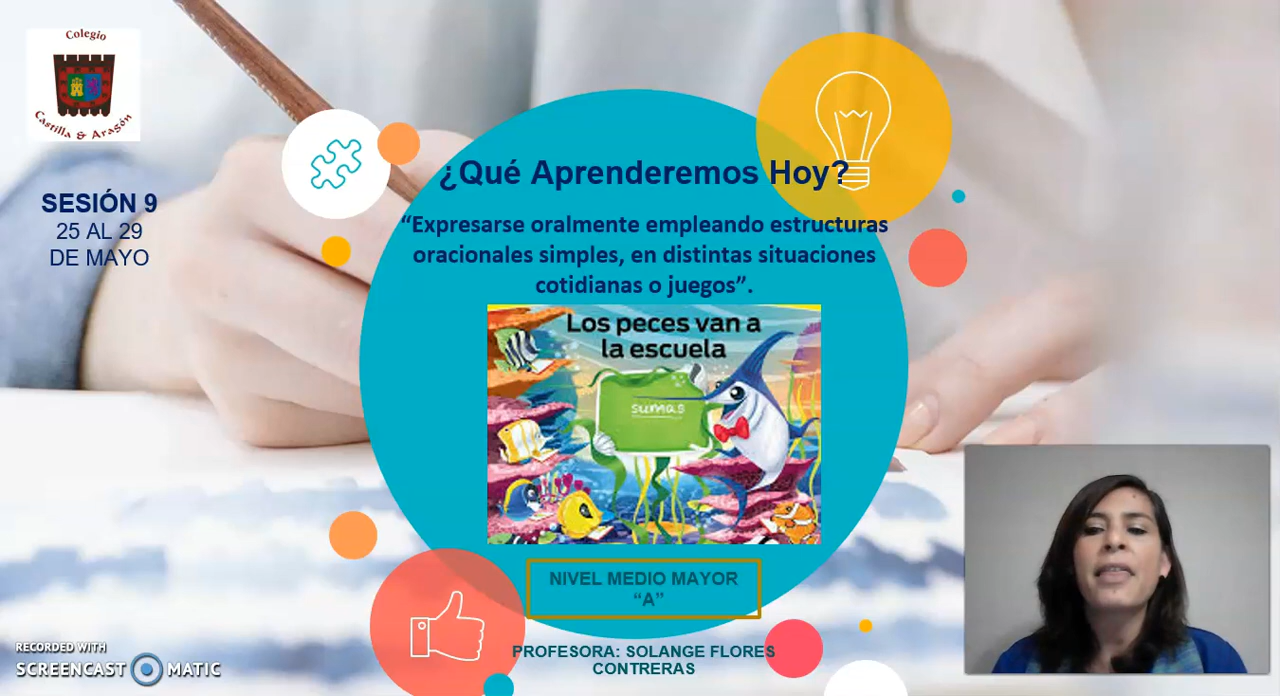 Colegio
Castilla & Aragón
SESIÓN 9
25 AL 29
DE MAYO
¿Qué Aprenderemos Hoy?
“Expresarse oralmente empleando estructuras
oracionales simples, en distintas situaciones
cotidianas o juegos”.
Los peces van a
la escuela
sumas
NIVEL MEDIO MAYOR
“A”
PROFESORA: SOLANGE FLORES
CONTRERAS
RECORDED WITH
SCREENCAST MATIC